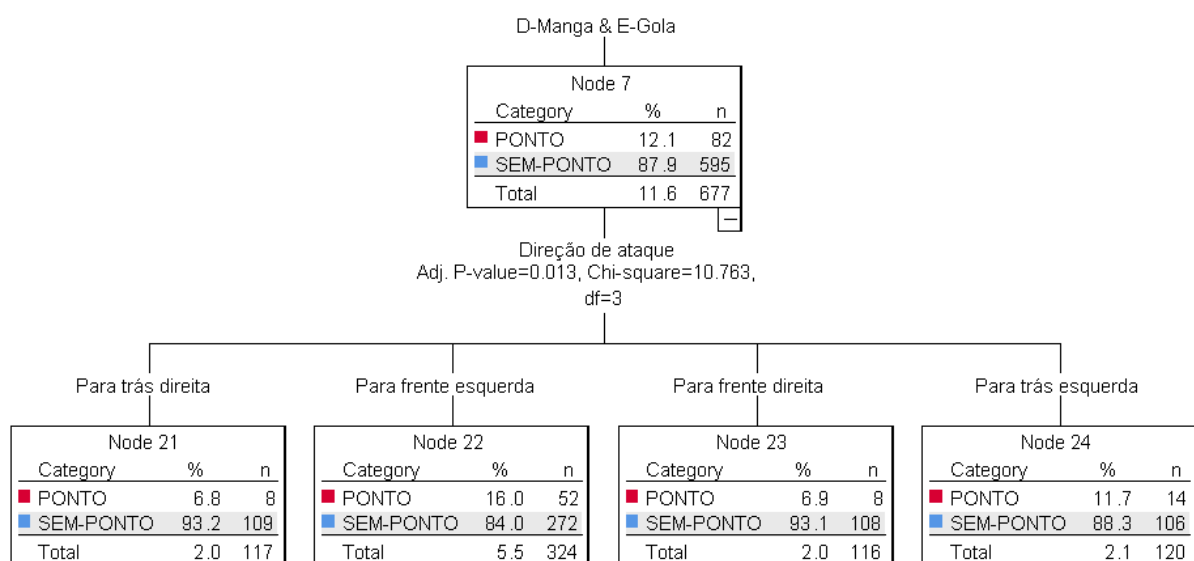 D-Manga & E-Gola
Node 7
Category % n
PONTO 12.1 82
SEM-PONTO 87.9 595
Total 11.6 677
Direção de ataque
Adj. P-value=0.013, Chi-square=10.763,
df=3
Para trás direita
Node 21
Category % n
PONTO 6.8 8
SEM-PONTO 93.2 109
Total 2.0 117
Para frente esquerda
Node 22
Category % n
PONTO 16.0 52
SEM-PONTO 84.0 272
Total 5.5 324
Para frente direita
Node 23
Category % n
PONTO 6.9 8
SEM-PONTO 93.1 108
Total 2.0 116
Para trás esquerda
Node 24
Category % n
PONTO 11.7 14
SEM-PONTO 88.3 106
Total 2.1 120